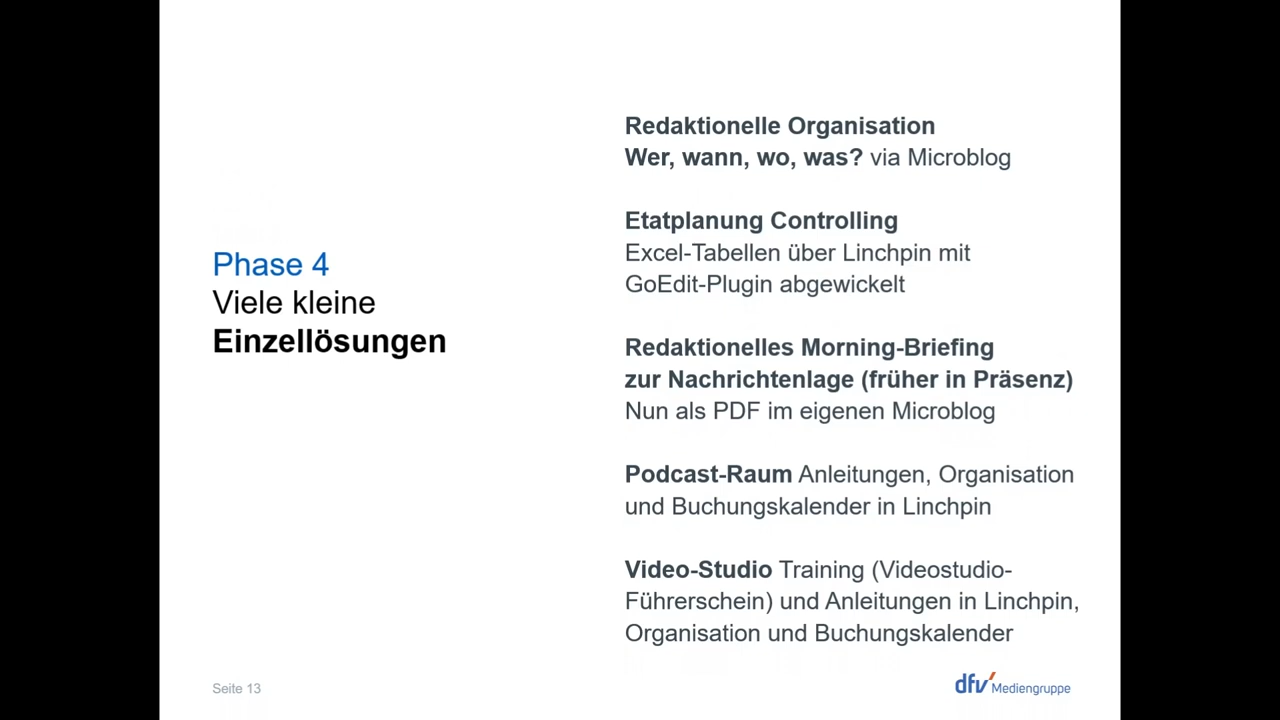 Phase 4
Viele kleine
Einzellösungen
Redaktionelle Organisation
Wer, wann, wo, was? via Microblog
Etatplanung Controlling
Excel-Tabellen über Linchpin mit
GoEdit-Plugin abgewickelt
Redaktionelles Morning-Briefing
zur Nachrichtenlage (früher in Präsenz)
Nun als PDF im eigenen Microblog
Podcast-Raum Anleitungen, Organisation
und Buchungskalender in Linchpin
Video-Studio Training (Videostudio-
Führerschein) und Anleitungen in Linchpin,
Organisation und Buchungskalender
Seite 13
dfv Mediengruppe